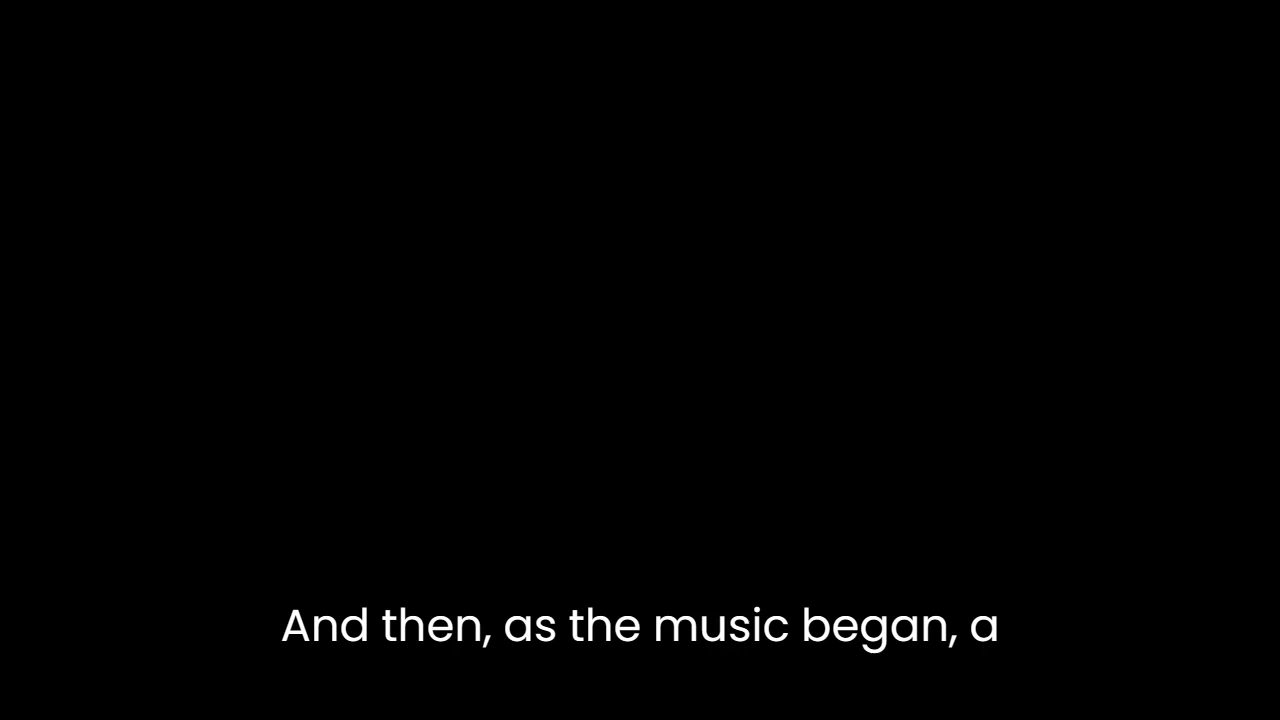 And then, as the music began, a